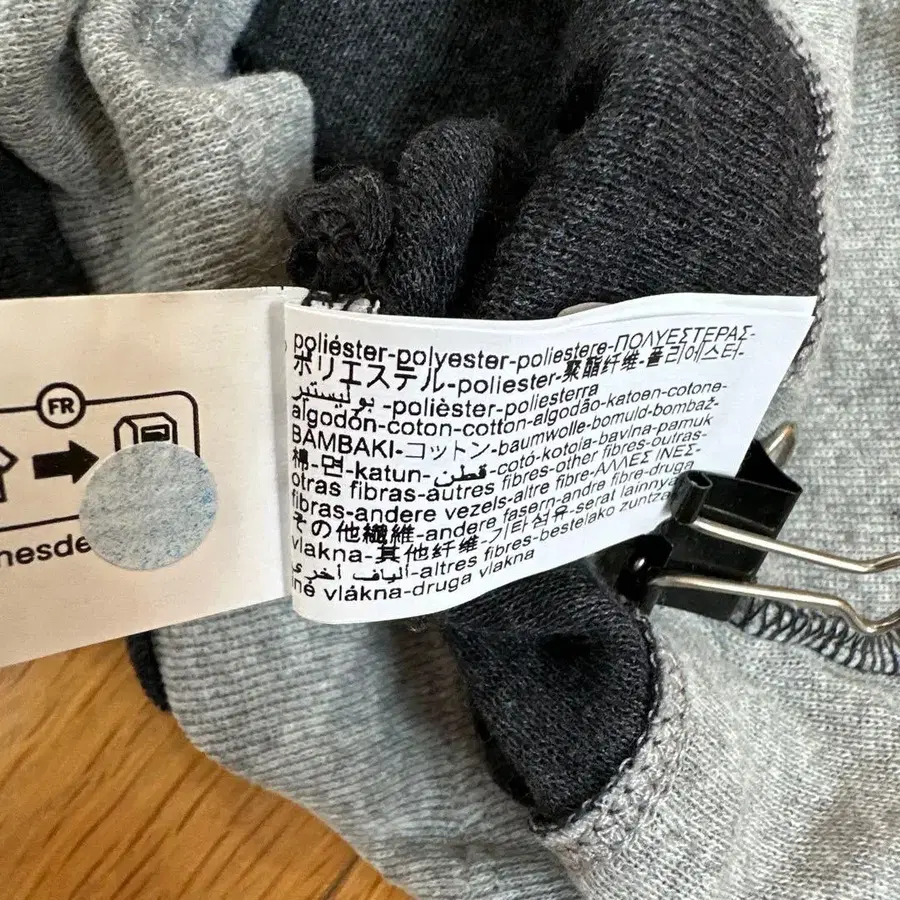 FR
poliéster-polyester-poliestere-ΠΟΛΥΕΣΤΕΡΑΣ-
ポリエステル-poliester-聚酯纤维-폴리에스터-
بوليستير-polièster-poliesterra
algodón-coton-cotton-algodão-katoen-cotone-
BAMBAKI-コットン-baumwolle-bomuld-bombaž-
棉-면-katun-قطن-cotó-kotoia-bavlna-pamuk
otras fibras-autres fibres-other fibres-outras-
fibras-andere vezels-altre fibre-ΑΛΛΕΣ ΙΝΕΣ-
その他繊維-andere fasern-andre fibre-druga
vlakna-其他纤维-기타섬유-serat lainnya-
ألياف أخرى-altres fibres-bestelako zuntza
iné vlákna-druga vlakna